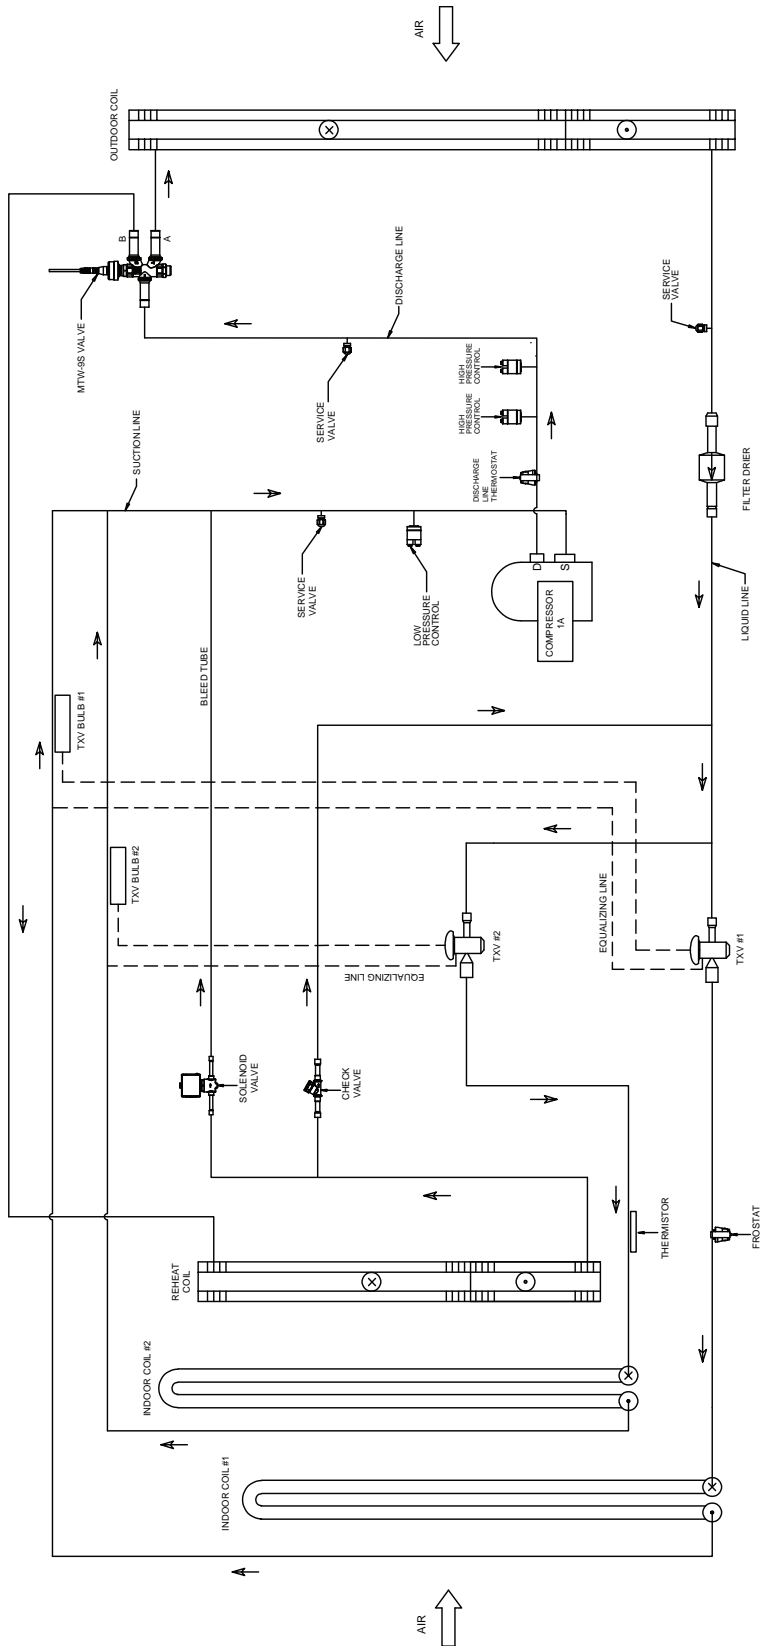 AIR
OUTDOOR COIL
B
A
MTW-9S VALVE
DISCHARGE LINE
SERVICE
VALVE
SERVICE
VALVE
HIGH
PRESSURE
CONTROL
HIGH
PRESSURE
CONTROL
DISCHARGE
LINE
THERMOSTAT
SUCTION LINE
FILTER DRIER
SERVICE
VALVE
LOW
PRESSURE
CONTROL
D
S
COMPRESSOR
1A
LIQUID LINE
BLEED TUBE
TXV BULB #1
TXV BULB #2
EQUALIZING LINE
TXV #2
TXV #1
EQUALIZING LINE
SOLENOID
VALVE
CHECK
VALVE
THERMISTOR
FROSTAT
REHEAT
COIL
INDOOR COIL #2
INDOOR COIL #1
AIR